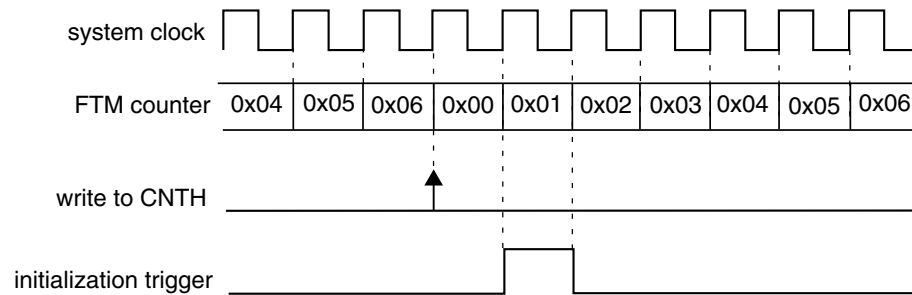 system clock
FTM counter 0x04 0x05 0x06 0x00 0x01 0x02 0x03 0x04 0x05 0x06
write to CNTH
initialization trigger